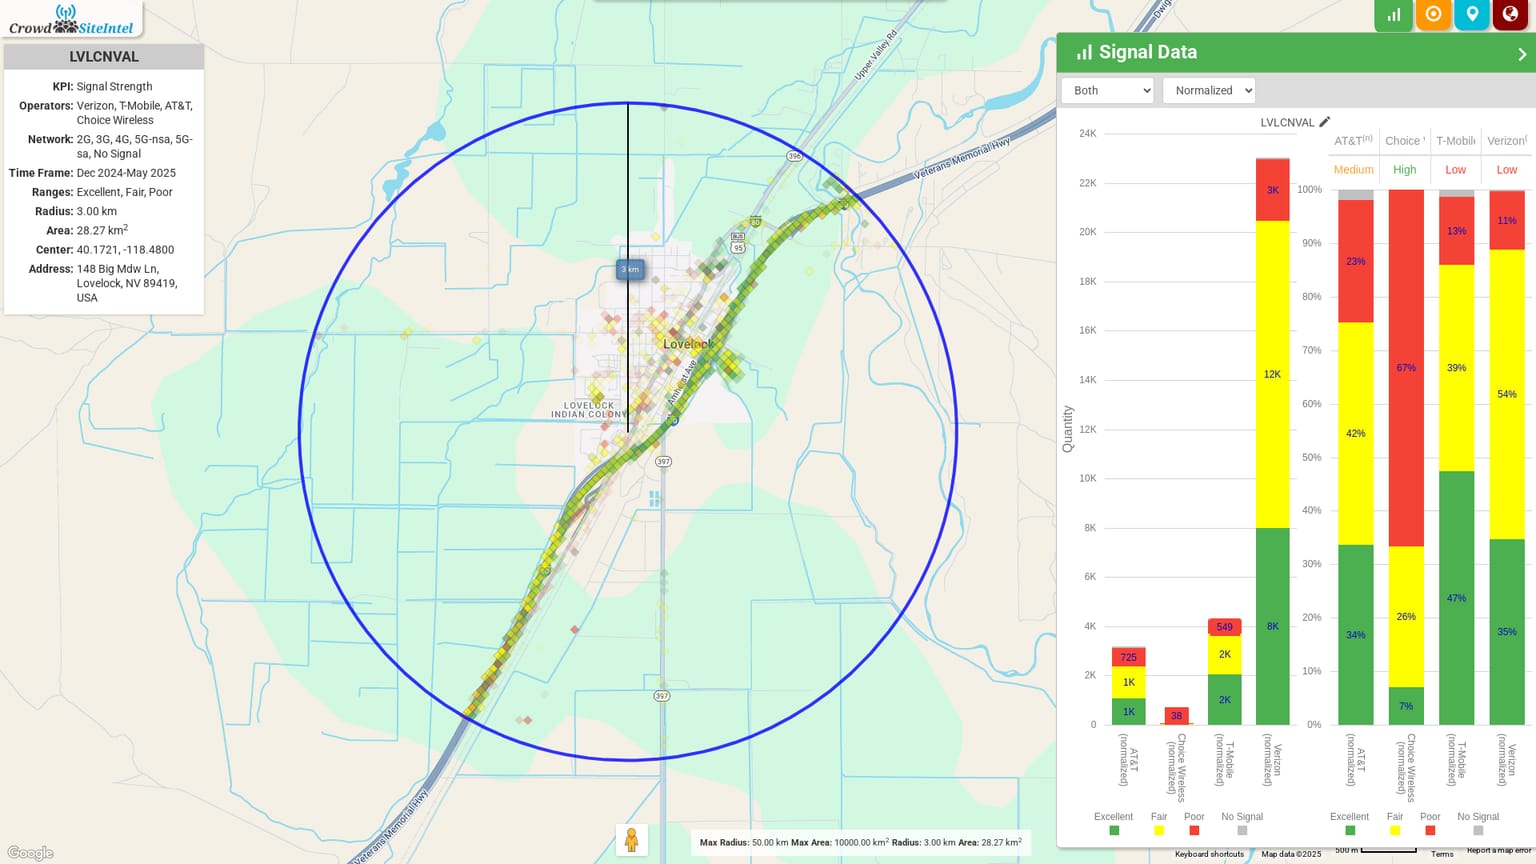 Crowd SiteIntel
LVLCNVAL
KPI: Signal Strength
Operators: Verizon, T-Mobile, AT&T,
Choice Wireless
Network: 2G, 3G, 4G, 5G-nsa, 5G-
sa, No Signal
Time Frame: Dec 2024-May 2025
Ranges: Excellent, Fair, Poor
Radius: 3.00 km
Area: 28.27 km²
Center: 40.1721, -118.4800
Address: 148 Big Mdw Ln,
Lovelock, NV 89419,
USA
Upper Valley Rd
396
Veterans Memorial Hwy
BUS
95
3 km
Lovelock
Amherst Ave
LOVELOCK
INDIAN COLONY
397
397
Veterans Memorial Hwy
Google
Max Radius: 50.00 km Max Area: 10000.00 km² Radius: 3.00 km Area: 28.27 km²
Signal Data
Both
Normalized
LVLCNVAL
24K
22K
20K
18K
16K
14K
12K
10K
8K
6K
4K
2K
0
Quantity
725
1K
1K
38
549
2K
2K
3K
12K
8K
AT&T
(normalized)
Choice Wireless
(normalized)
T-Mobile
(normalized)
Verizon
(normalized)
Excellent Fair Poor No Signal
AT&T(n) Choice T-Mobile Verizon
Medium High Low Low
100%
90%
80%
70%
60%
50%
40%
30%
20%
10%
0%
23%
42%
34%
67%
26%
7%
13%
39%
47%
11%
54%
35%
AT&T
(normalized)
Choice Wireless
(normalized)
T-Mobile
(normalized)
Verizon
(normalized)
Excellent Fair Poor No Signal
Keyboard shortcuts Map data ©2025 500 m Terms Report a map error